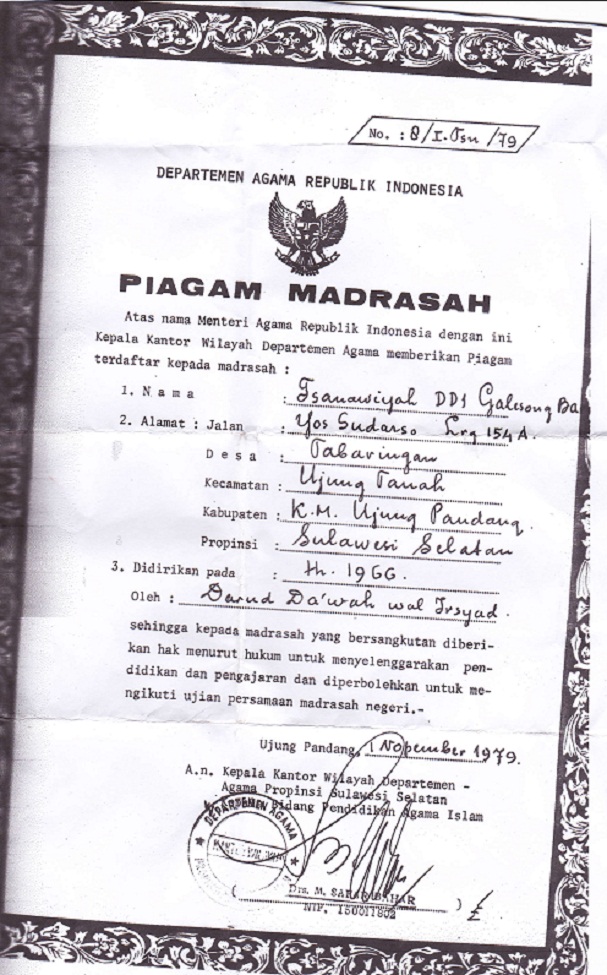 No. : 8/I.Tsn /79
DEPARTEMEN AGAMA REPUBLIK INDONESIA
PIAGAM MADRASAH
Atas nama Menteri Agama Republik Indonesia dengan ini
Kepala Kantor Wilayah Departemen Agama memberikan Piagam
terdaftar kepada madrasah :
1. N a m a : Tsanawiyah DDI Galesong Ba
2. Alamat : Jalan : Yos Sudarso Lrg 154 A.
D e s a : Tabaringan
Kecamatan : Ujung Tanah
Kabupaten : K.M. Ujung Pandang.
Propinsi : Sulawesi Selatan
3. Didirikan pada : th. 1966.
Oleh : Darud Da'wah wal Irsyad.
sehingga kepada madrasah yang bersangkutan diberi-
kan hak menurut hukum untuk menyelenggarakan pen-
didikan dan pengajaran dan diperbolehkan untuk me-
ngikuti ujian persamaan madrasah negeri.-
Ujung Pandang, 1 Nopember 1979.
A.n. Kepala Kantor Wilayah Departemen -
Agama Propinsi Sulawesi Selatan
Bidang Pendidikan Agama Islam
DEPARTEMEN AGAMA
( Drs. M. )
NIP. 150011802